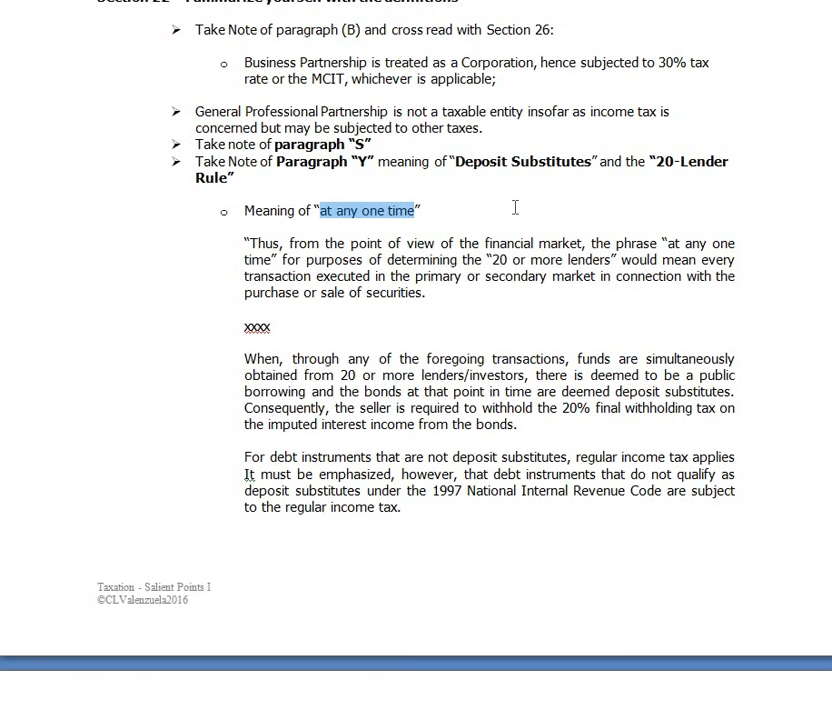 Section 22 – Familiarize yourself with the definitions
➢ Take Note of paragraph (B) and cross read with Section 26:
o Business Partnership is treated as a Corporation, hence subjected to 30% tax
rate or the MCIT, whichever is applicable;
➢ General Professional Partnership is not a taxable entity insofar as income tax is
concerned but may be subjected to other taxes.
➢ Take note of paragraph “S”
➢ Take Note of Paragraph “Y” meaning of “Deposit Substitutes” and the “20-Lender
Rule”
o Meaning of “at any one time”
“Thus, from the point of view of the financial market, the phrase “at any one
time” for purposes of determining the “20 or more lenders” would mean every
transaction executed in the primary or secondary market in connection with the
purchase or sale of securities.
xxxx
When, through any of the foregoing transactions, funds are simultaneously
obtained from 20 or more lenders/investors, there is deemed to be a public
borrowing and the bonds at that point in time are deemed deposit substitutes.
Consequently, the seller is required to withhold the 20% final withholding tax on
the imputed interest income from the bonds.
For debt instruments that are not deposit substitutes, regular income tax applies
It must be emphasized, however, that debt instruments that do not qualify as
deposit substitutes under the 1997 National Internal Revenue Code are subject
to the regular income tax.
Taxation - Salient Points I
©CLValenzuela2016